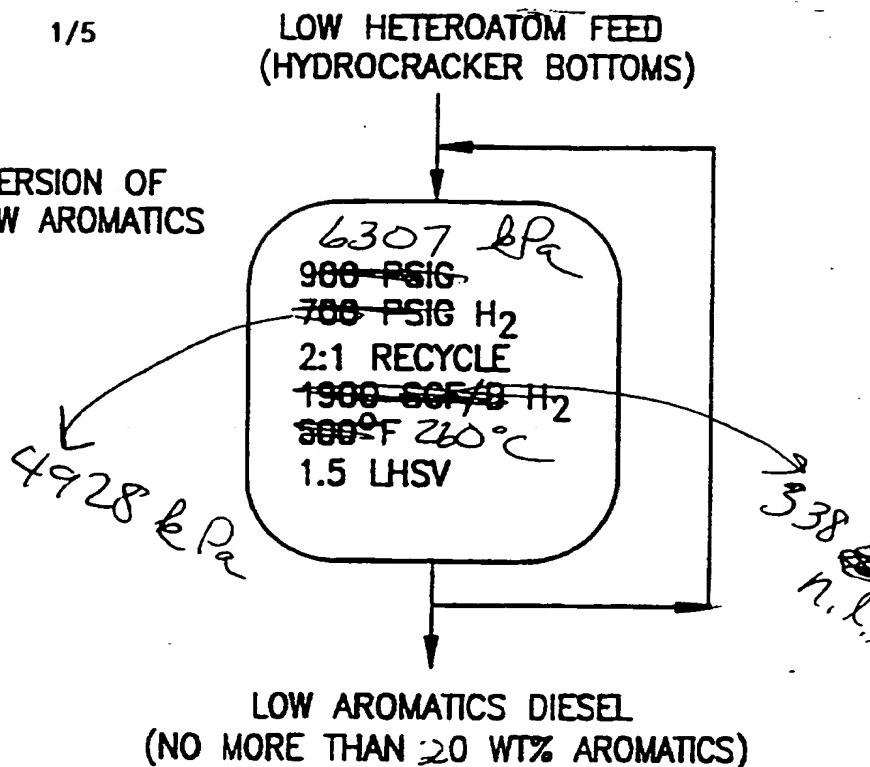 1/5
LOW HETEROATOM FEED
(HYDROCRACKER BOTTOMS)
ERSION OF
W AROMATICS
6307 kPa
900 PSIG
700 PSIG H2
2:1 RECYCLE
1900 SCF/B H2
500°F 260°C
1.5 LHSV
4928 kPa
338
n.l.
LOW AROMATICS DIESEL
(NO MORE THAN 20 WT% AROMATICS)